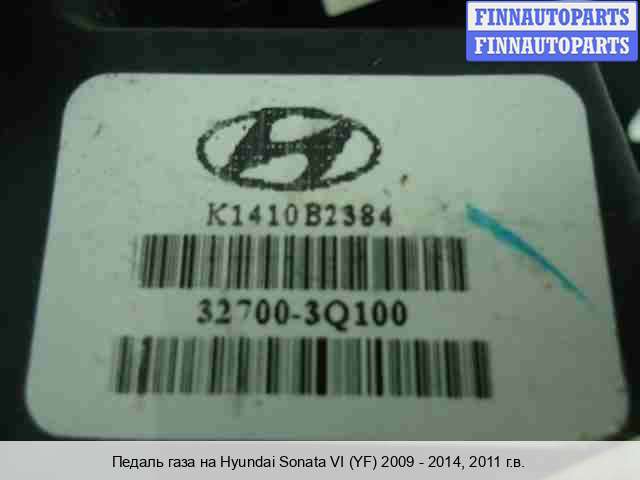 FINNAUTOPARTS
FINNAUTOPARTS
K1410B2384
32700-3Q100
Педаль газа на Hyundai Sonata VI (YF) 2009 - 2014, 2011 г.в.